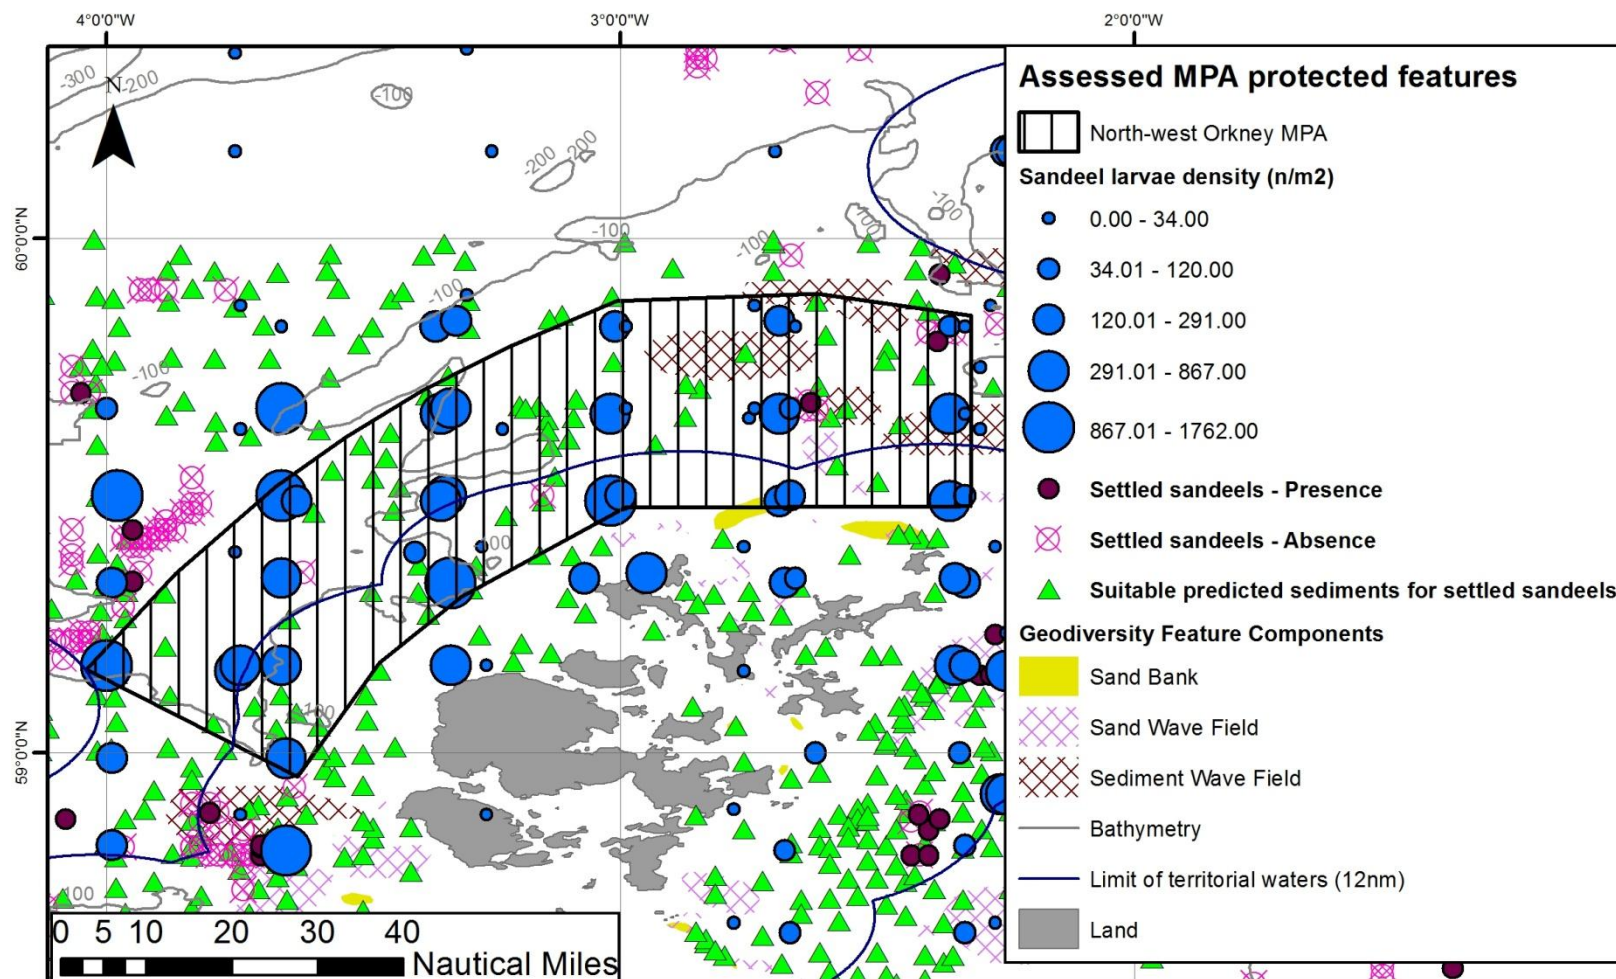 4°0'0"W 3°0'0"W 2°0'0"W
-300
N
-200
-100
-200
200
-100
-100
60°0'0"N
-100
100
-100
-100
-100
100
100
59°0'0"N
100
0 5 10 20 30 40
Nautical Miles
Assessed MPA protected features
North-west Orkney MPA
Sandeel larvae density (n/m2)
0.00 - 34.00
34.01 - 120.00
120.01 - 291.00
291.01 - 867.00
867.01 - 1762.00
Settled sandeels - Presence
Settled sandeels - Absence
Suitable predicted sediments for settled sandeels
Geodiversity Feature Components
Sand Bank
Sand Wave Field
Sediment Wave Field
Bathymetry
Limit of territorial waters (12nm)
Land